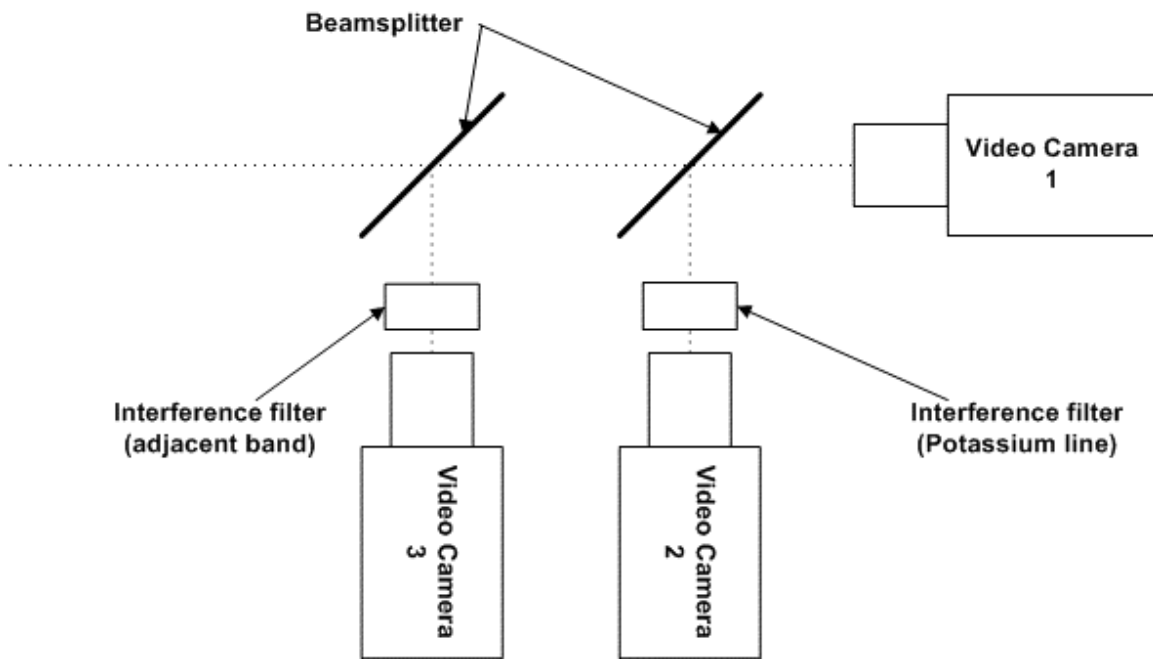 Beamsplitter
Video Camera
1
Interference filter
(adjacent band)
Interference filter
(Potassium line)
Video Camera
3
Video Camera
2